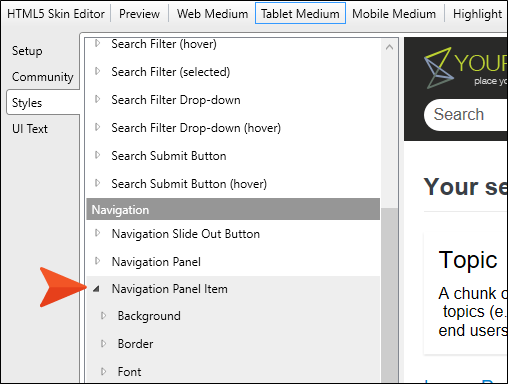 HTML5 Skin Editor Preview Web Medium Tablet Medium Mobile Medium Highlight
Setup
Community
Styles
UI Text
Search Filter (hover)
Search Filter (selected)
Search Filter Drop-down
Search Filter Drop-down (hover)
Search Submit Button
Search Submit Button (hover)
Navigation
Navigation Slide Out Button
Navigation Panel
Navigation Panel Item
Background
Border
Font
YOUR
place yo
Search
Your se
Topic
A chunk o
topics (e.
end users